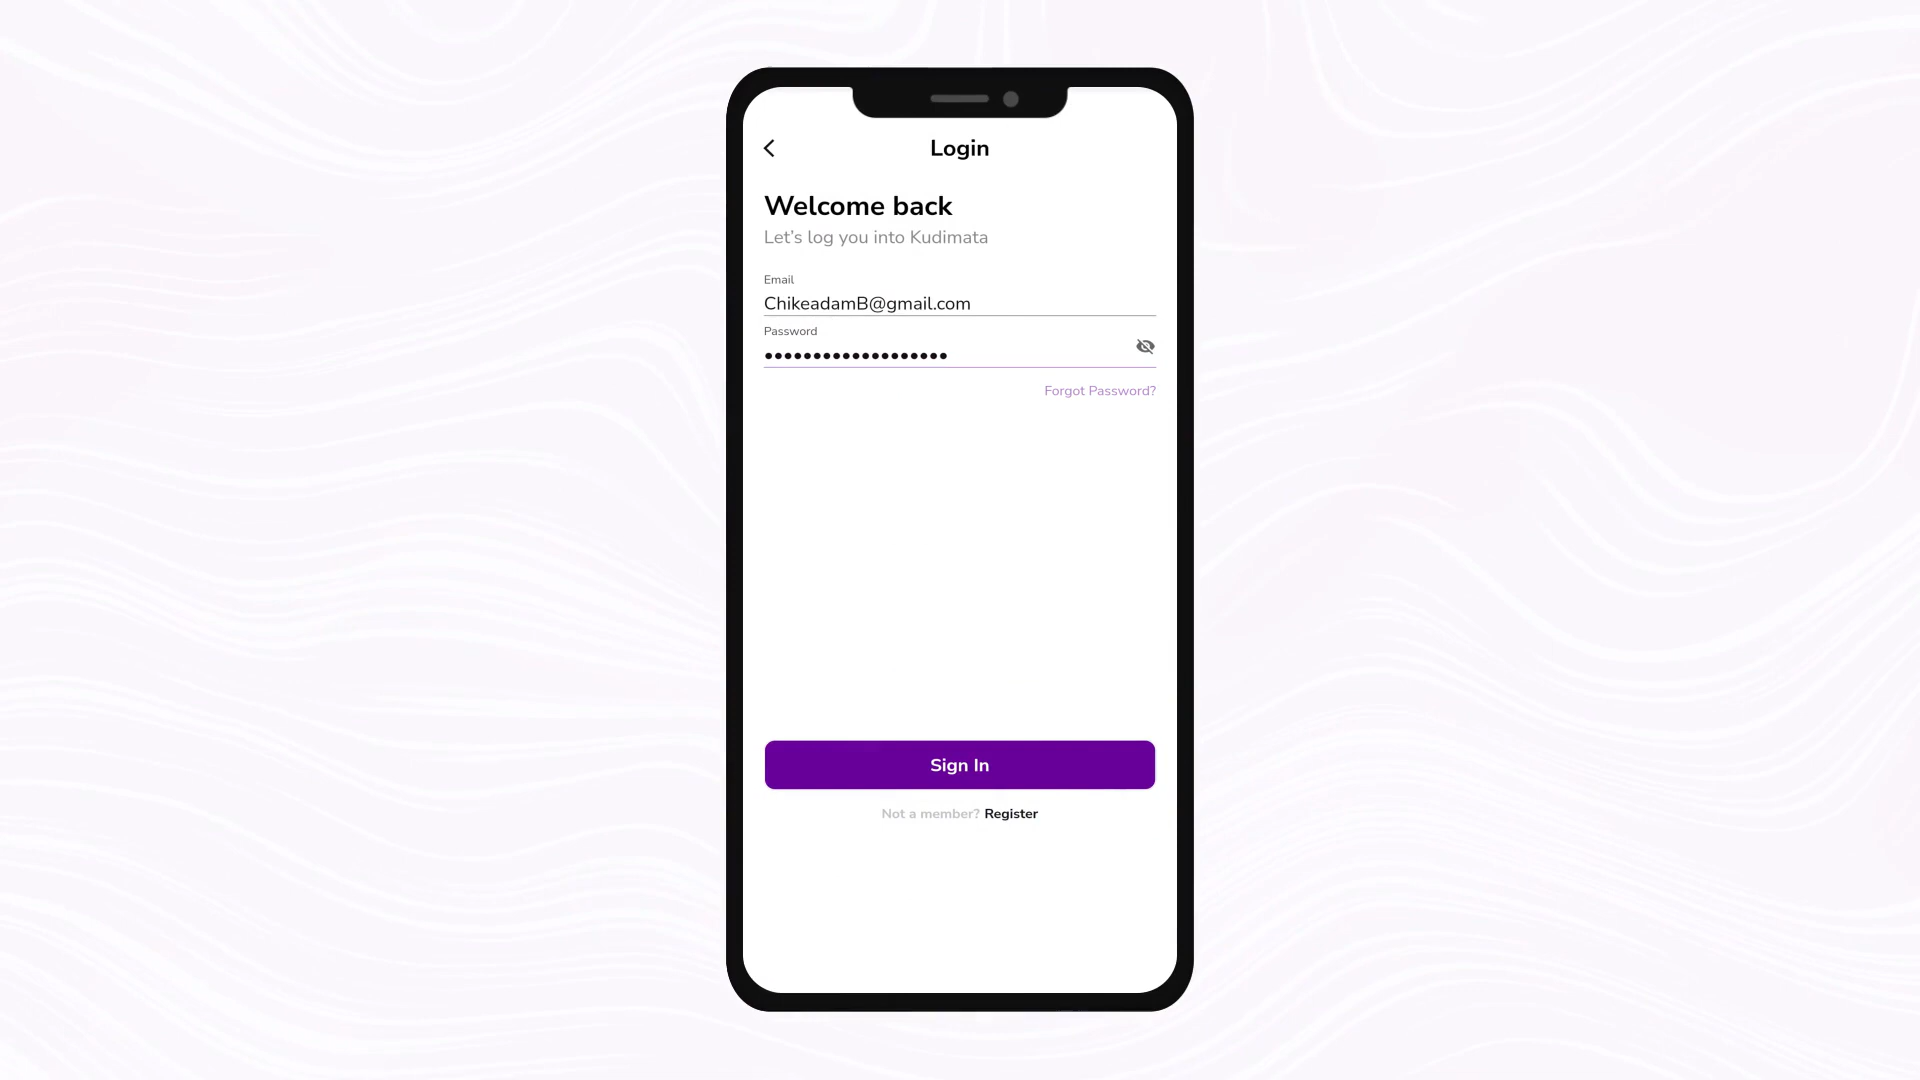 Login
Welcome back
Let's log you into Kudimata
Email
ChikeadamB@gmail.com
Password
•••••••••••••••••••
Forgot Password?
Sign In
Not a member? Register